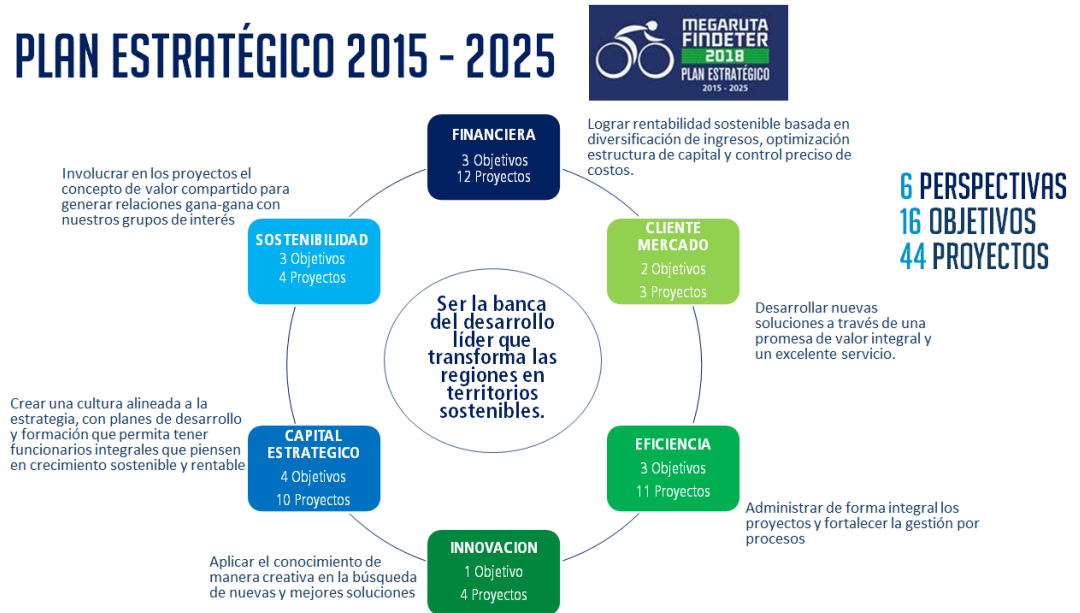 PLAN ESTRATÉGICO 2015 - 2025
MEGARUTA
FINDETER
2018
PLAN ESTRATÉGICO
2015 - 2025
FINANCIERA
3 Objetivos
12 Proyectos
Lograr rentabilidad sostenible basada en
diversificación de ingresos, optimización
estructura de capital y control preciso de
costos.
6 PERSPECTIVAS
16 OBJETIVOS
44 PROYECTOS
Involucrar en los proyectos el
concepto de valor compartido para
generar relaciones gana-gana con
nuestros grupos de interés
SOSTENIBILIDAD
3 Objetivos
4 Proyectos
CLIENTE
MERCADO
2 Objetivos
3 Proyectos
Desarrollar nuevas
soluciones a través de una
promesa de valor integral y
un excelente servicio.
Ser la banca
del desarrollo
líder que
transforma las
regiones en
territorios
sostenibles.
Crear una cultura alineada a la
estrategia, con planes de desarrollo
y formación que permita tener
funcionarios integrales que piensen
en crecimiento sostenible y rentable
CAPITAL
ESTRATEGICO
4 Objetivos
10 Proyectos
EFICIENCIA
3 Objetivos
11 Proyectos
Administrar de forma integral los
proyectos y fortalecer la gestión por
procesos
Aplicar el conocimiento de
manera creativa en la búsqueda
de nuevas y mejores soluciones
INNOVACION
1 Objetivo
4 Proyectos